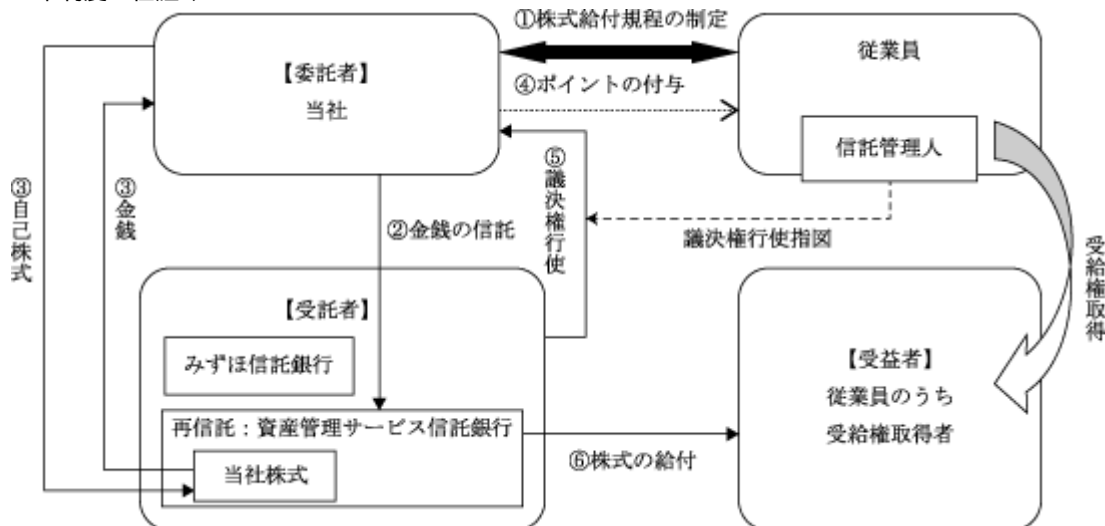 ①株式給付規程の制定
【委託者】
当社
従業員
④ポイントの付与
信託管理人
③自己株式
③金銭
②金銭の信託
⑤議決権行使
議決権行使指図
受給権取得
【受託者】
みずほ信託銀行
再信託：資産管理サービス信託銀行
当社株式
⑥株式の給付
【受益者】
従業員のうち
受給権取得者